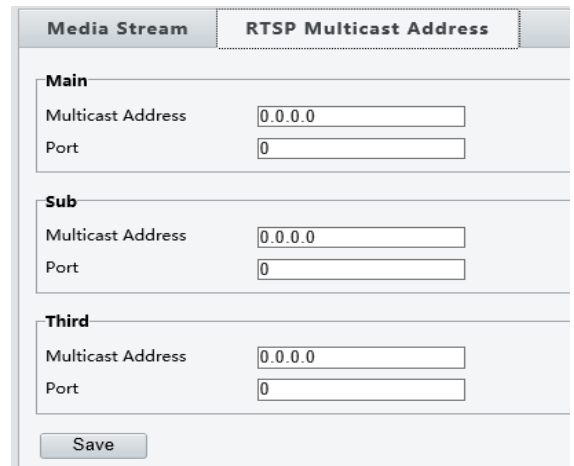 Media Stream RTSP Multicast Address
Main
Multicast Address 0.0.0.0
Port 0
Sub
Multicast Address 0.0.0.0
Port 0
Third
Multicast Address 0.0.0.0
Port 0
Save